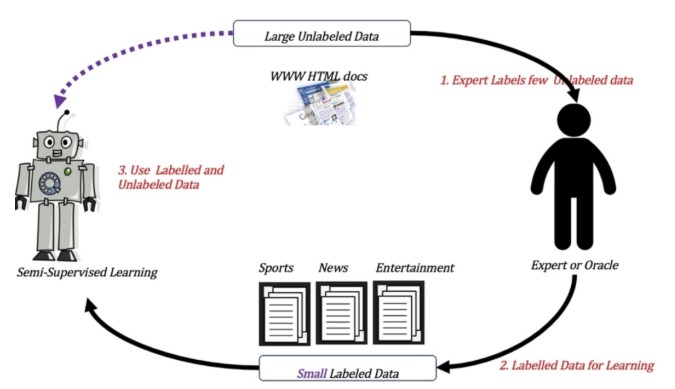 Large Unlabeled Data
WWW HTML docs
1. Expert Labels few Unlabeled data
3. Use Labelled and
Unlabeled Data
Semi-Supervised Learning
Expert or Oracle
Sports News Entertainment
Small Labeled Data
2. Labelled Data for Learning